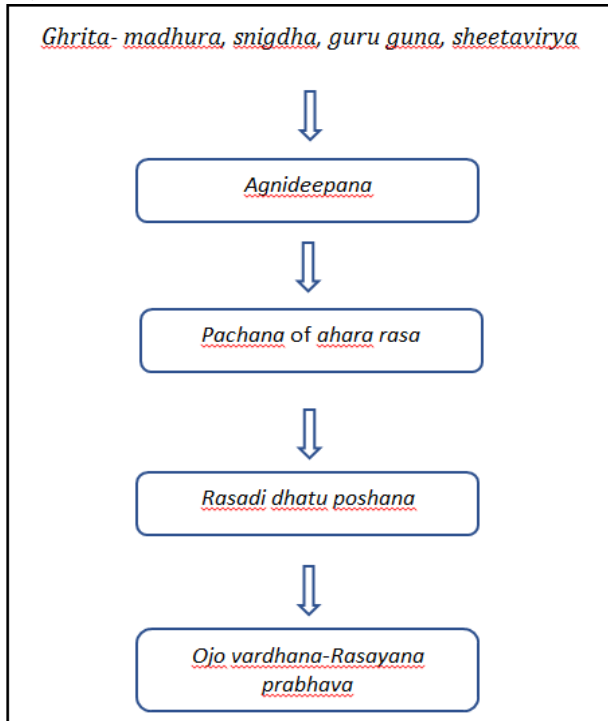 Ghrita- madhura, snigdha, guru guna, sheetavirya
Agnideepana
Pachana of ahara rasa
Rasadi dhatu poshana
Ojo vardhana-Rasayana
prabhava